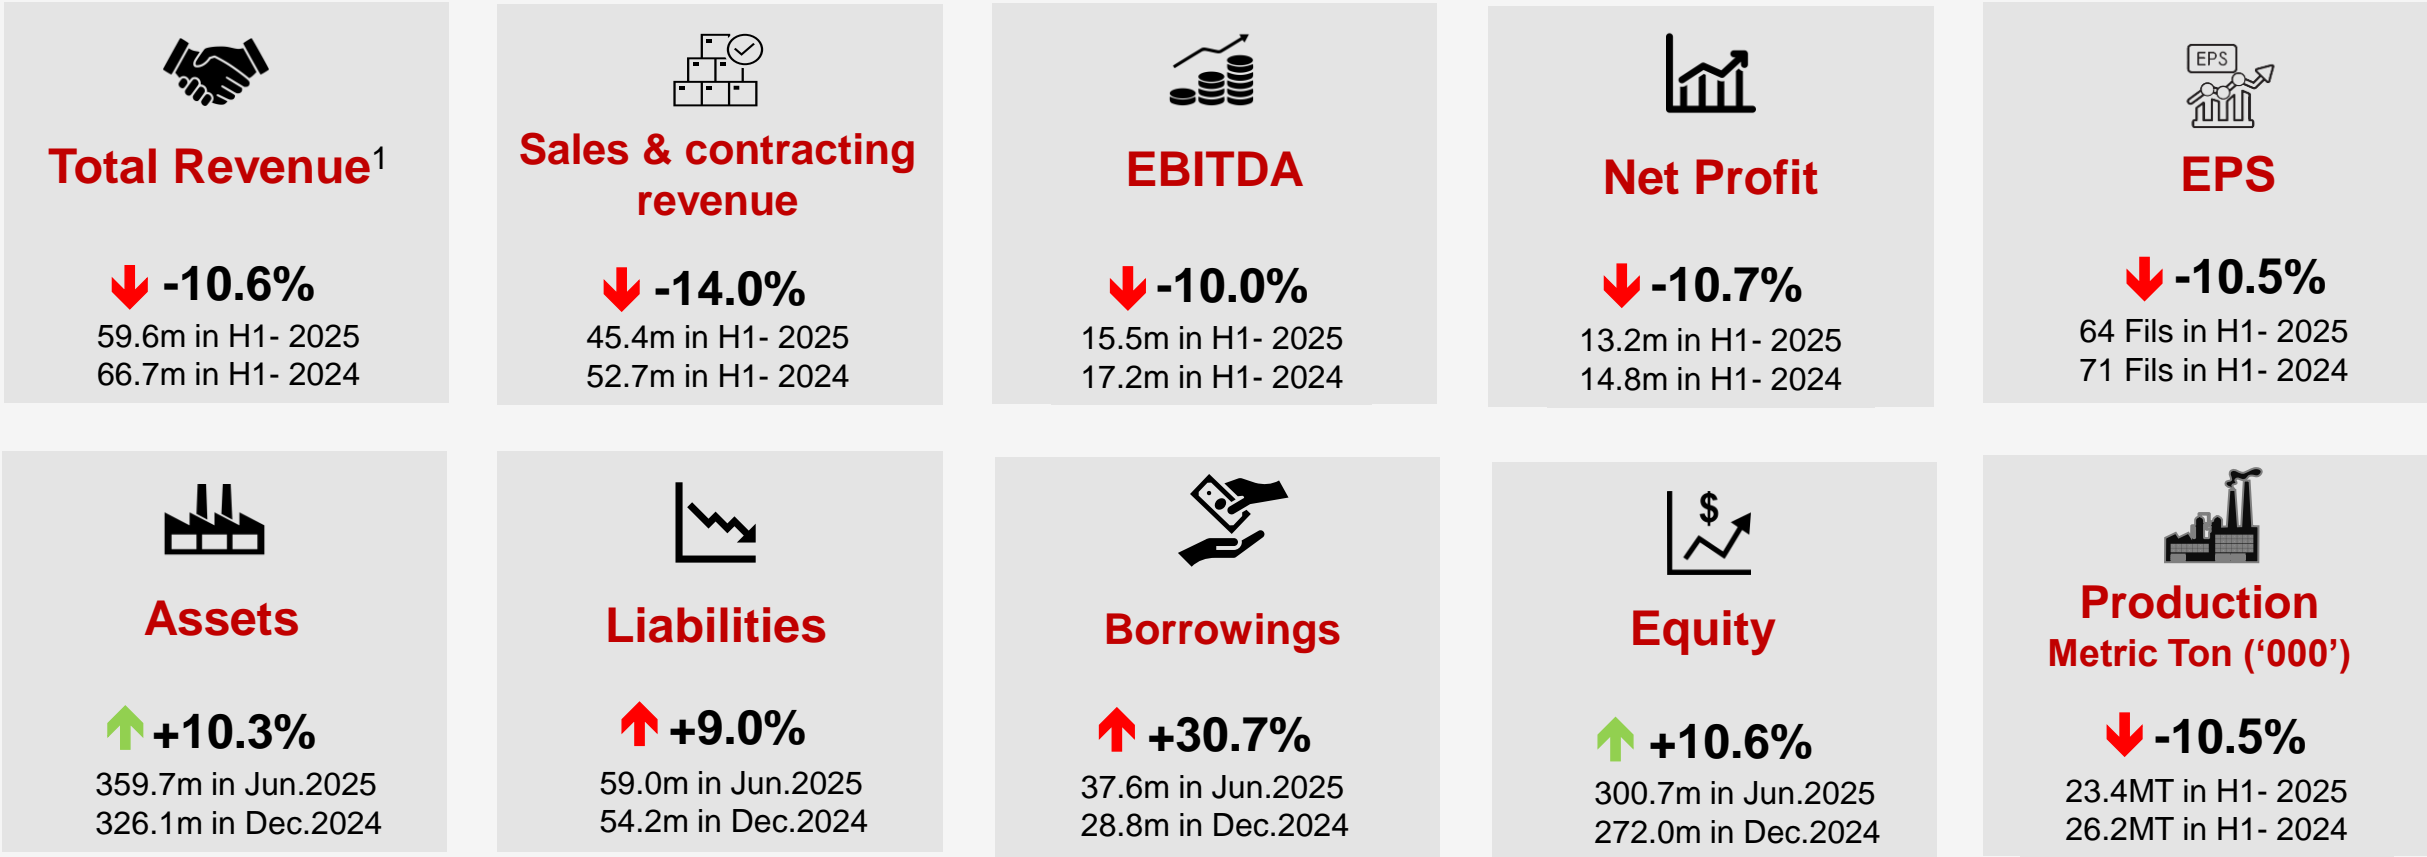 Total Revenue1
-10.6%
59.6m in H1- 2025
66.7m in H1- 2024
Sales & contracting
revenue
-14.0%
45.4m in H1- 2025
52.7m in H1- 2024
EBITDA
-10.0%
15.5m in H1- 2025
17.2m in H1- 2024
Net Profit
-10.7%
13.2m in H1- 2025
14.8m in H1- 2024
EPS
EPS
-10.5%
64 Fils in H1- 2025
71 Fils in H1- 2024
Assets
+10.3%
359.7m in Jun.2025
326.1m in Dec.2024
Liabilities
+9.0%
59.0m in Jun.2025
54.2m in Dec.2024
Borrowings
+30.7%
37.6m in Jun.2025
28.8m in Dec.2024
$
Equity
+10.6%
300.7m in Jun.2025
272.0m in Dec.2024
Production
Metric Ton (‘000’)
-10.5%
23.4MT in H1- 2025
26.2MT in H1- 2024